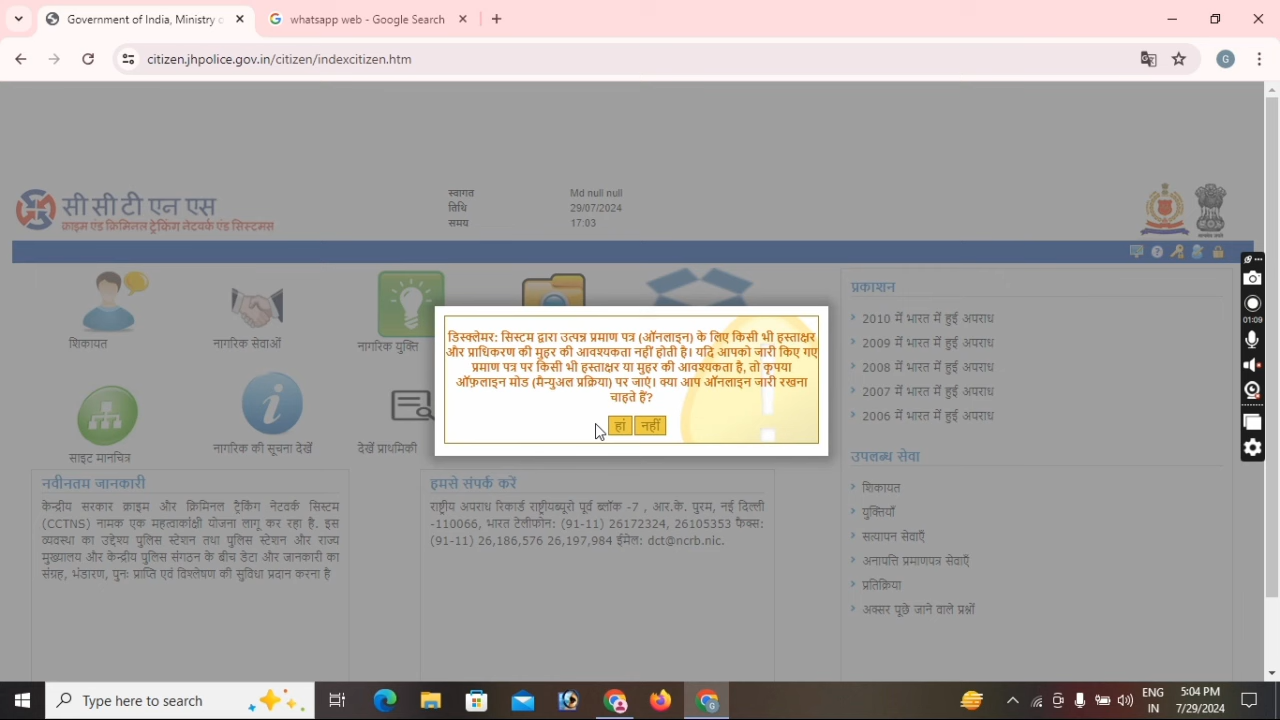 Government of India, Ministry o
whatsapp web - Google Search
citizen.jhpolice.gov.in/citizen/indexcitizen.htm
G
सी सी टी एन एस
क्राइम एंड क्रिमिनल ट्रेकिंग नेटवर्क एंड सिस्टमस
स्वागत Md null null
तिथि 29/07/2024
समय 17:03
शिकायत
नागरिक सेवाओं
नागरिक युक्ति
साइट मानचित्र
नागरिक की सूचना देखें
देखें प्राथमिकी
डिस्क्लेमर: सिस्टम द्वारा उत्पन्न प्रमाण पत्र (ऑनलाइन) के लिए किसी भी हस्ताक्षर
और प्राधिकरण की मुहर की आवश्यकता नहीं होती है। यदि आपको जारी किए गए
प्रमाण पत्र पर किसी भी हस्ताक्षर या मुहर की आवश्यकता है, तो कृपया
ऑफ़लाइन मोड (मैन्युअल प्रक्रिया) पर जाएं। क्या आप ऑनलाइन जारी रखना
चाहते हैं?
हां नहीं
प्रकाशन
2010 में भारत में हुई अपराध
2009 में भारत में हुई अपराध
2008 में भारत में हुई अपराध
2007 में भारत में हुई अपराध
2006 में भारत में हुई अपराध
उपलब्ध सेवा
शिकायत
युक्तियाँ
सत्यापन सेवाएँ
अनापत्ति प्रमाणपत्र सेवाएँ
प्रतिक्रिया
अक्सर पूछे जाने वाले प्रश्नों
नवीनतम जानकारी
केन्द्रीय सरकार क्राइम और क्रिमिनल ट्रैकिंग नेटवर्क सिस्टम
(CCTNS) नामक एक महत्वाकांक्षी योजना लागू कर रहा है. इस
व्यवस्था का उद्देश्य पुलिस स्टेशन तथा पुलिस स्टेशन और राज्य
मुख्यालय और केन्द्रीय पुलिस संगठन के बीच डेटा और जानकारी का
संग्रह, भंडारण, पुनः प्राप्ति एवं विश्लेषण की सुविधा प्रदान करना है
हमसे संपर्क करें
राष्ट्रीय अपराध रिकार्ड राष्ट्रीयब्यूरो पूर्व ब्लॉक -7 , आर.के. पुरम, नई दिल्ली
-110066, भारत टेलीफोन: (91-11) 26172324, 26105353 फैक्स:
(91-11) 26,186,576 26,197,984 ईमेल: dct@ncrb.nic.
01:09
Type here to search
ENG
IN
5:04 PM
7/29/2024